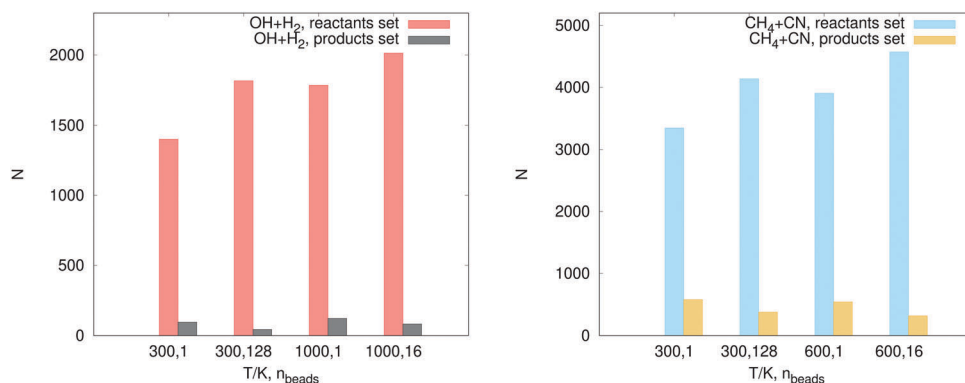 OH+H2, reactants set
OH+H2, products set
2000
1500
1000
500
0
N
300,1 300,128 1000,1 1000,16
T/K, nbeads
CH4+CN, reactants set
CH4+CN, products set
5000
4000
3000
2000
1000
0
N
300,1 300,128 600,1 600,16
T/K, nbeads